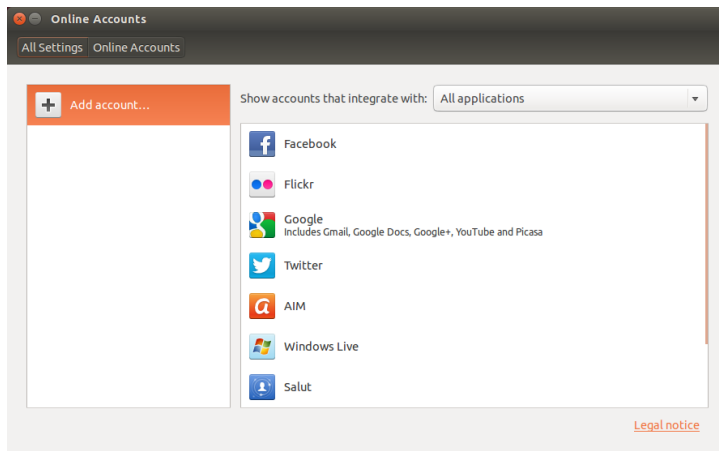 Online Accounts
All Settings Online Accounts
Add account...
Show accounts that integrate with: All applications
Facebook
Flickr
Google
Includes Gmail, Google Docs, Google+, YouTube and Picasa
Twitter
AIM
Windows Live
Salut
Legal notice